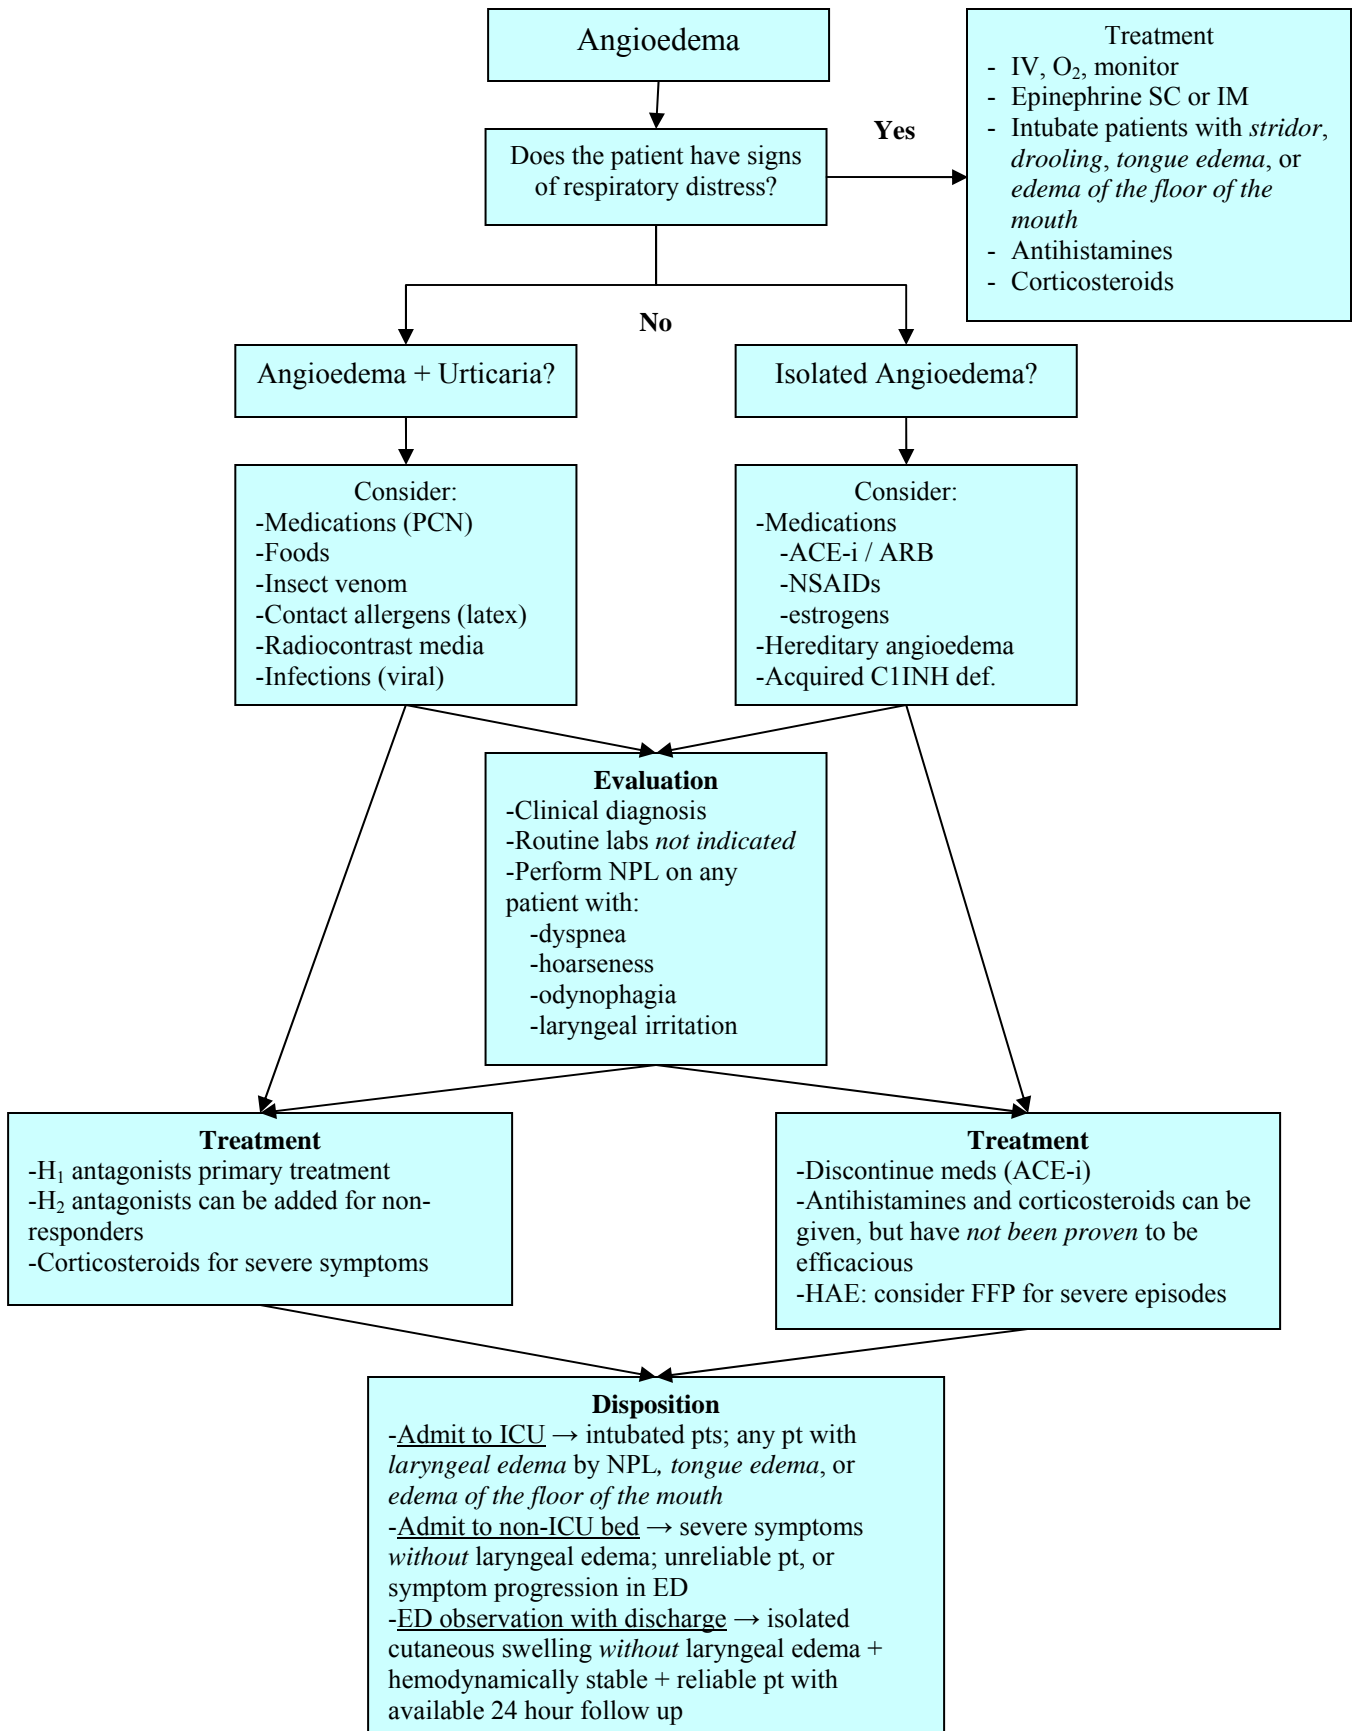 Angioedema
Treatment
- IV, O₂, monitor
- Epinephrine SC or IM
- Intubate patients with stridor,
drooling, tongue edema, or
edema of the floor of the
mouth
- Antihistamines
- Corticosteroids
Yes
Does the patient have signs
of respiratory distress?
No
Angioedema + Urticaria?
Isolated Angioedema?
Consider:
-Medications (PCN)
-Foods
-Insect venom
-Contact allergens (latex)
-Radiocontrast media
-Infections (viral)
Consider:
-Medications
-ACE-i / ARB
-NSAIDs
-estrogens
-Hereditary angioedema
-Acquired C1INH def.
Evaluation
-Clinical diagnosis
-Routine labs not indicated
-Perform NPL on any
patient with:
-dyspnea
-hoarseness
-odynophagia
-laryngeal irritation
Treatment
-H₁ antagonists primary treatment
-H₂ antagonists can be added for non-
responders
-Corticosteroids for severe symptoms
Treatment
-Discontinue meds (ACE-i)
-Antihistamines and corticosteroids can be
given, but have not been proven to be
efficacious
-HAE: consider FFP for severe episodes
Disposition
-Admit to ICU → intubated pts; any pt with
laryngeal edema by NPL, tongue edema, or
edema of the floor of the mouth
-Admit to non-ICU bed → severe symptoms
without laryngeal edema; unreliable pt, or
symptom progression in ED
-ED observation with discharge → isolated
cutaneous swelling without laryngeal edema +
hemodynamically stable + reliable pt with
available 24 hour follow up